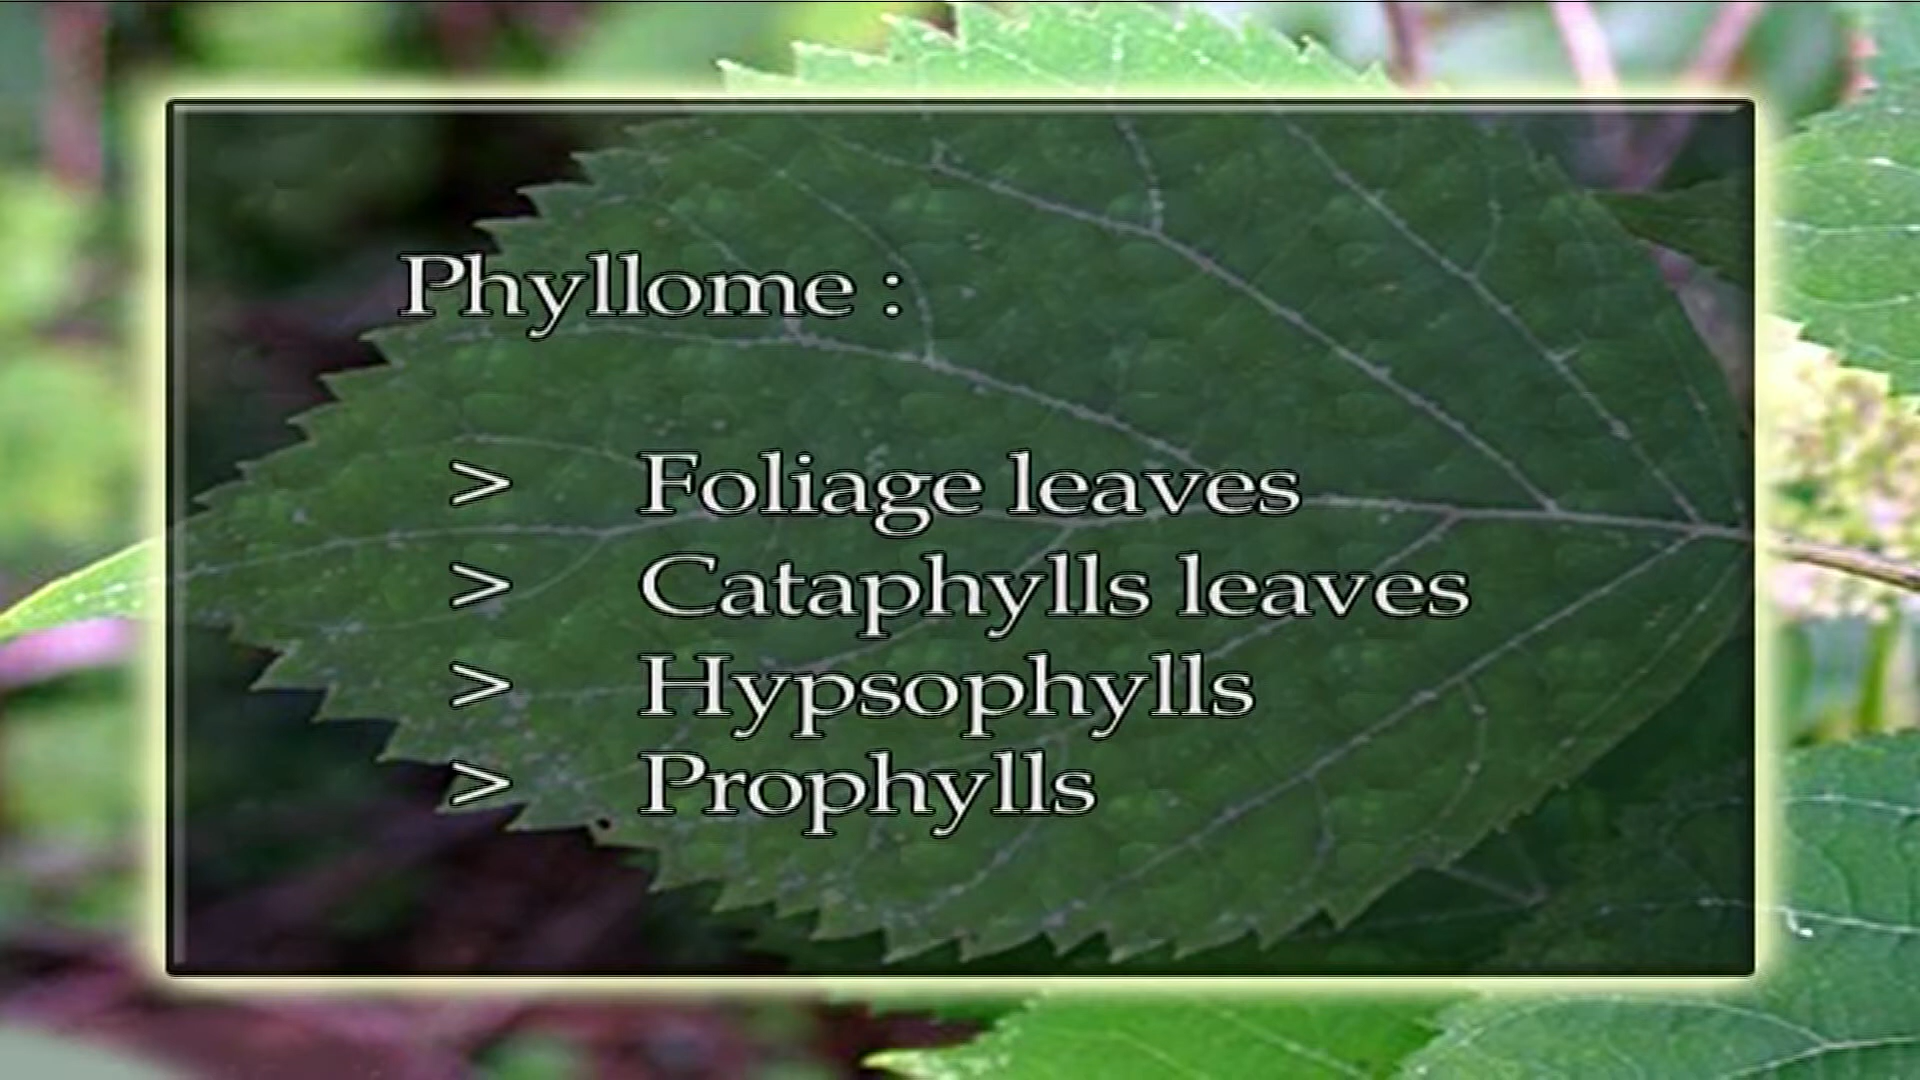 Phyllome :
> Foliage leaves
> Cataphylls leaves
> Hypsophylls
> Prophylls